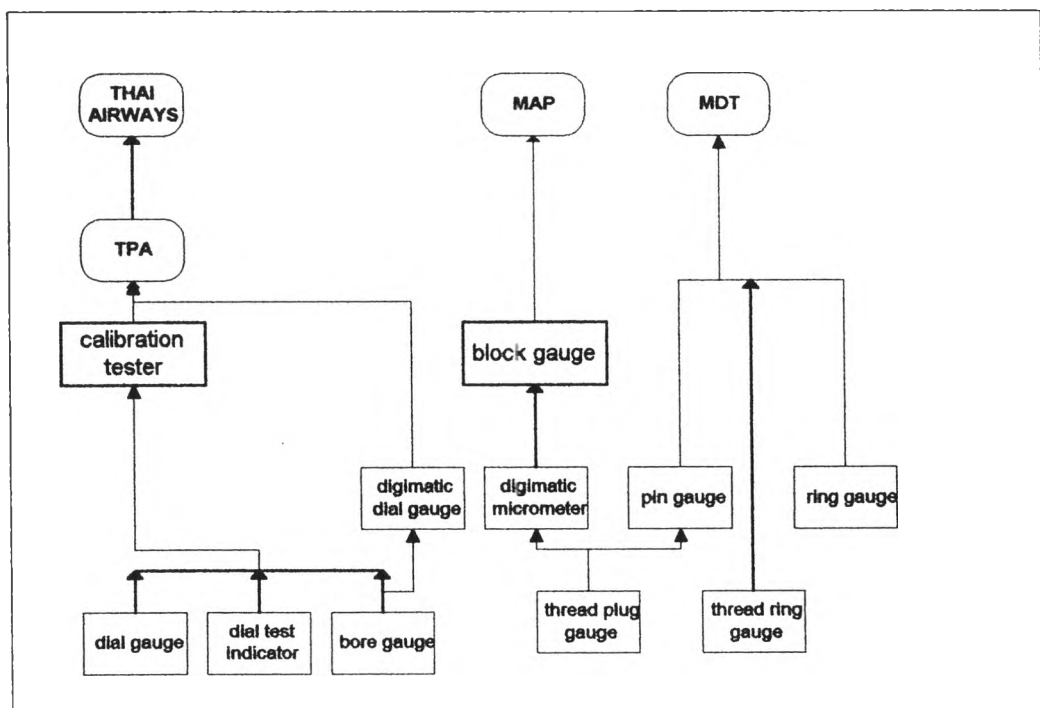 THAI
AIRWAYS
MAP
MDT
TPA
calibration
tester
block gauge
digimatic
dial gauge
digimatic
micrometer
pin gauge
ring gauge
dial gauge
dial test
indicator
bore gauge
thread plug
gauge
thread ring
gauge